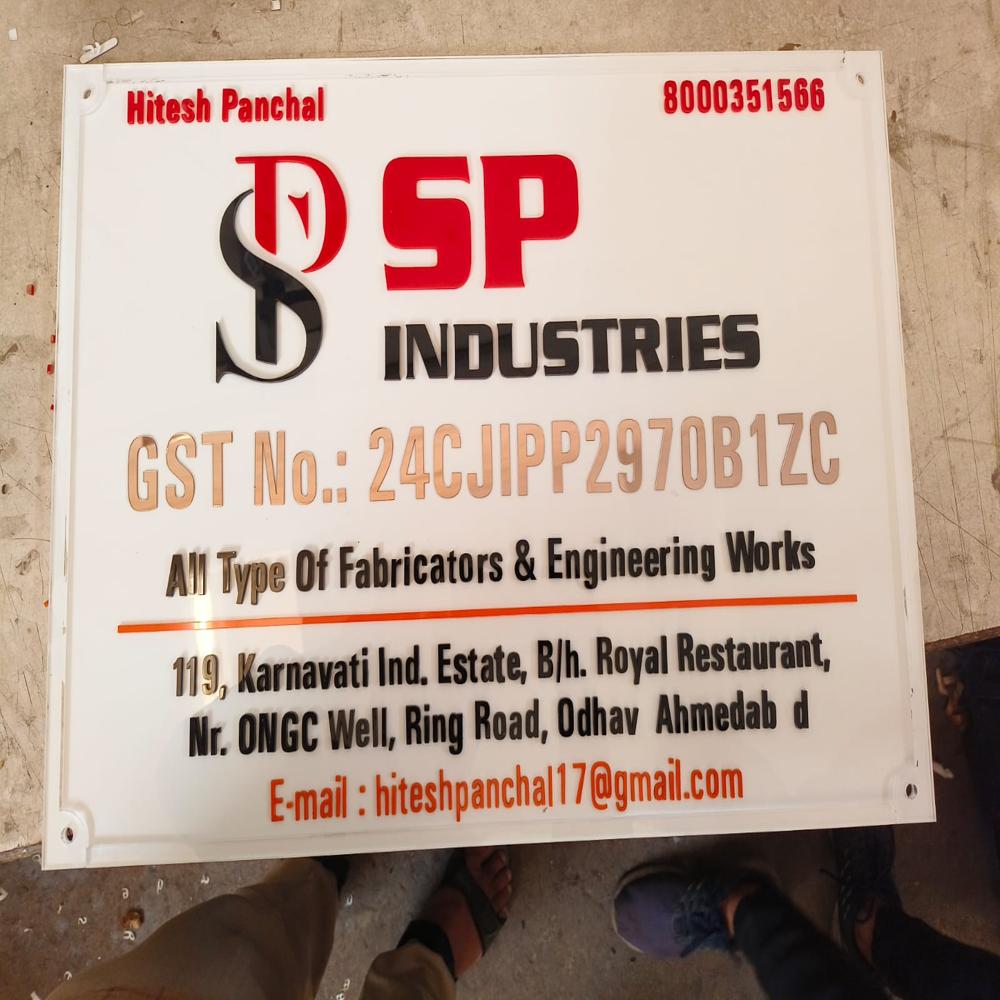 Hitesh Panchal
8000351566
SP
SP
INDUSTRIES
GST No.: 24CJIPP2970B1ZC
All Type Of Fabricators & Engineering Works
119, Karnavati Ind. Estate, B/h. Royal Restaurant,
Nr. ONGC Well, Ring Road, Odhav Ahmedab d
E-mail : hiteshpanchal17@gmail.com